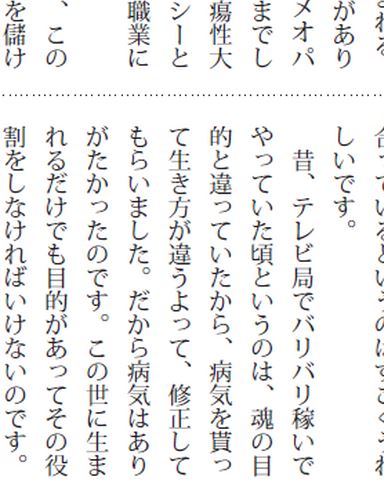 があり
メオパ
までし
瘍性大
シーと
職業に
、この
を儲け
しいです。
昔、テレビ局でバリバリ稼いで
やっていた頃というのは、魂の目
的と違っていたから、病気を貰っ
て生き方が違うよって、修正して
もらいました。だから病気はあり
がたかったのです。この世に生ま
れるだけでも目的があってその役
割をしなければいけないのです。